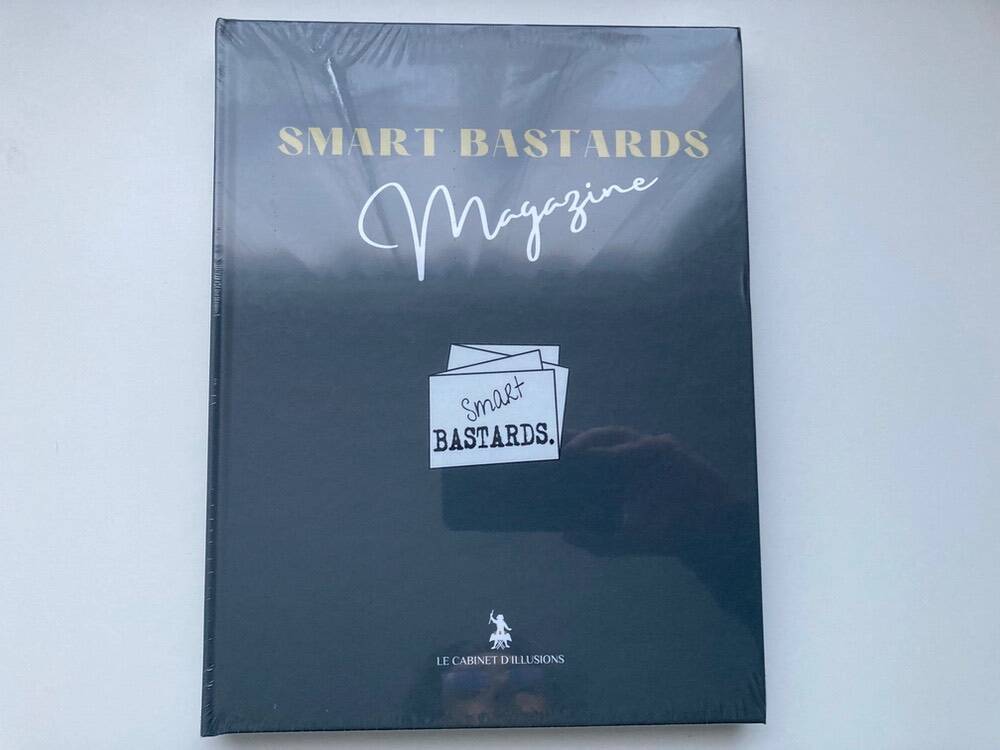 SMART BASTARDS
Magazine
smart
BASTARDS.
LE CABINET D'ILLUSIONS